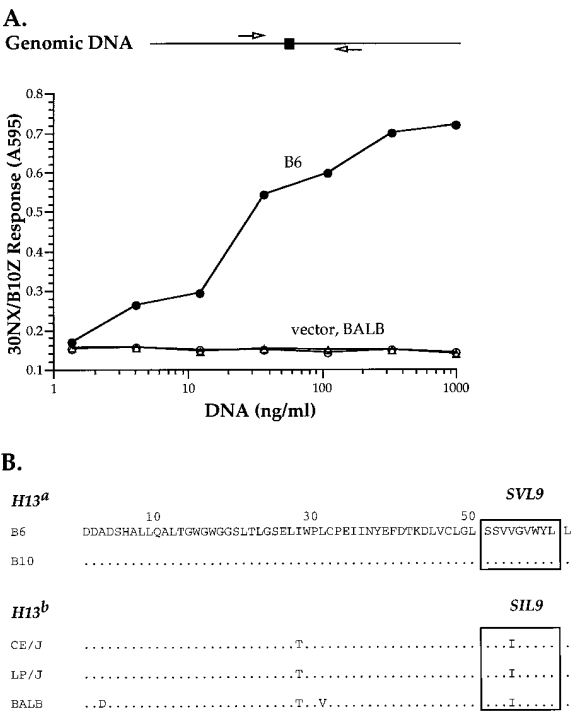 A.
Genomic DNA
30NX/B10Z Response (A595)
0.8
0.7
0.6
0.5
0.4
0.3
0.2
0.1
B6
vector, BALB
1 10 100 1000
DNA (ng/ml)
B.
H13a SVL9
10 30 50
B6 DDADSHALLQALTGWGWGGSLTLGSELIWPLCPEIINYEFDTKDLVCLGL SSVVGVWYL L
B10 .................................................. ......... .
H13b SIL9
CE/J ...........................T...................... ...I..... .
LP/J ...........................T...................... ...I..... .
BALB ..D........................T..V................... ...I..... .